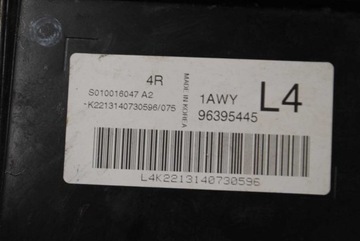 4R
S010016047 A2
-K2213140730596/075
MADE IN KOREA
1AWY
96395445
L4
L4K2213140730596